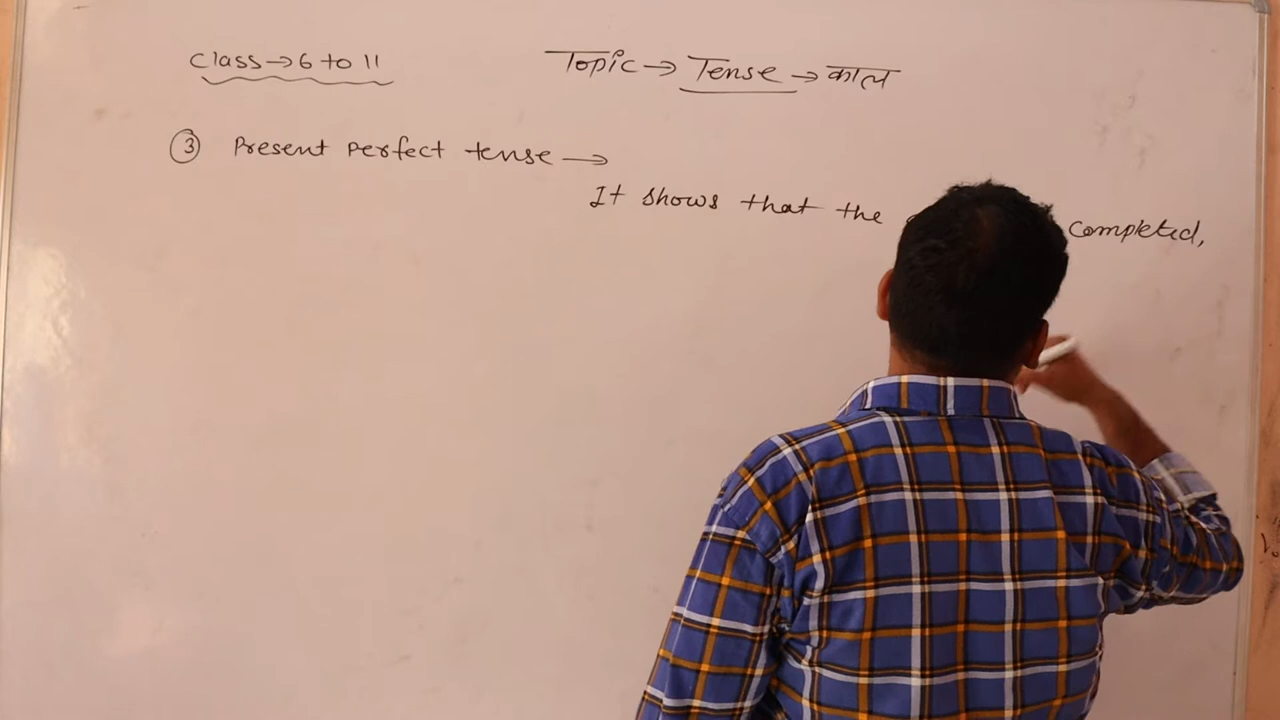 Class→6 to 11
Topic→Tense→काल
③ Present perfect tense→
It shows that the completed,